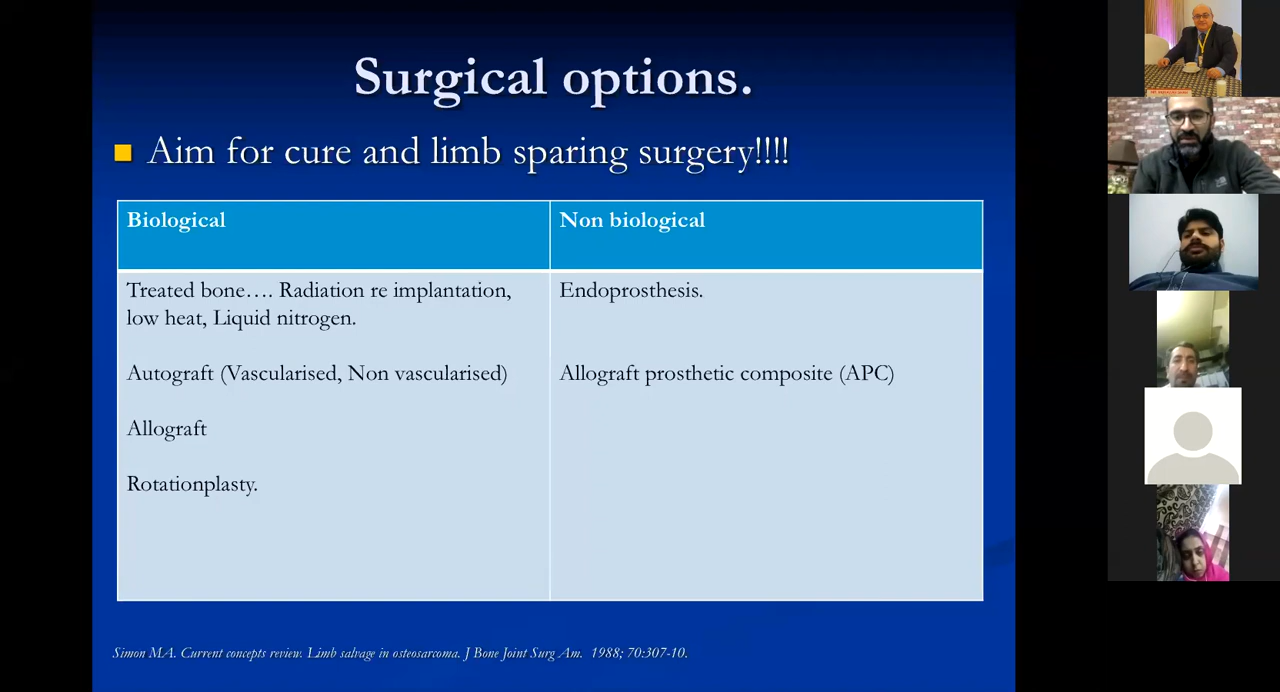 Surgical options.
Aim for cure and limb sparing surgery!!!!
Biological
Non biological
Treated bone…. Radiation re implantation,
low heat, Liquid nitrogen.
Endoprosthesis.
Autograft (Vascularised, Non vascularised)
Allograft prosthetic composite (APC)
Allograft
Rotationplasty.
Simon MA. Current concepts review. Limb salvage in osteosarcoma. J Bone Joint Surg Am. 1988; 70:307-10.